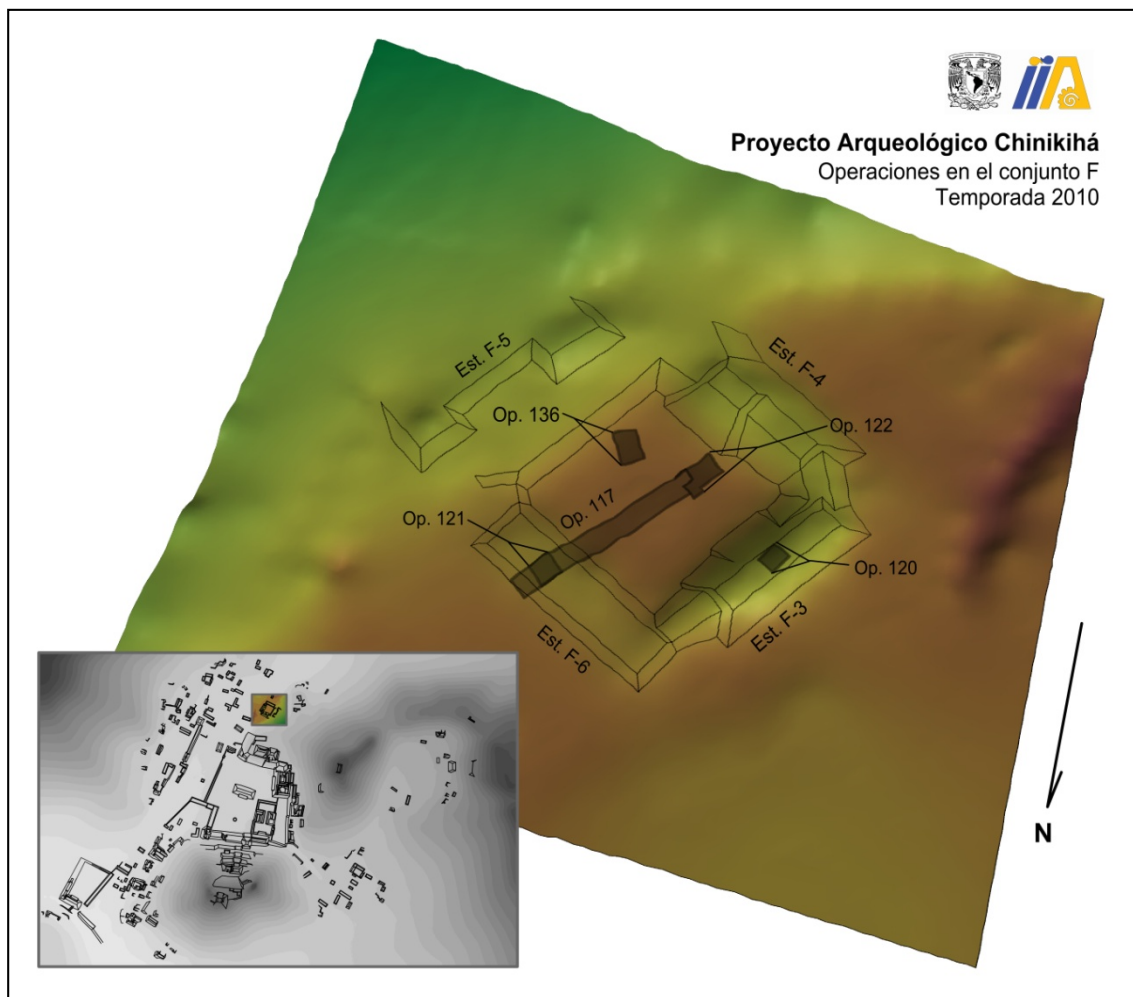 Proyecto Arqueológico Chinikihá
Operaciones en el conjunto F
Temporada 2010
Est. F-5
Est. F-4
Op. 136
Op. 122
Op. 117
Op. 121
Op. 120
Est. F-3
Est. F-6
N